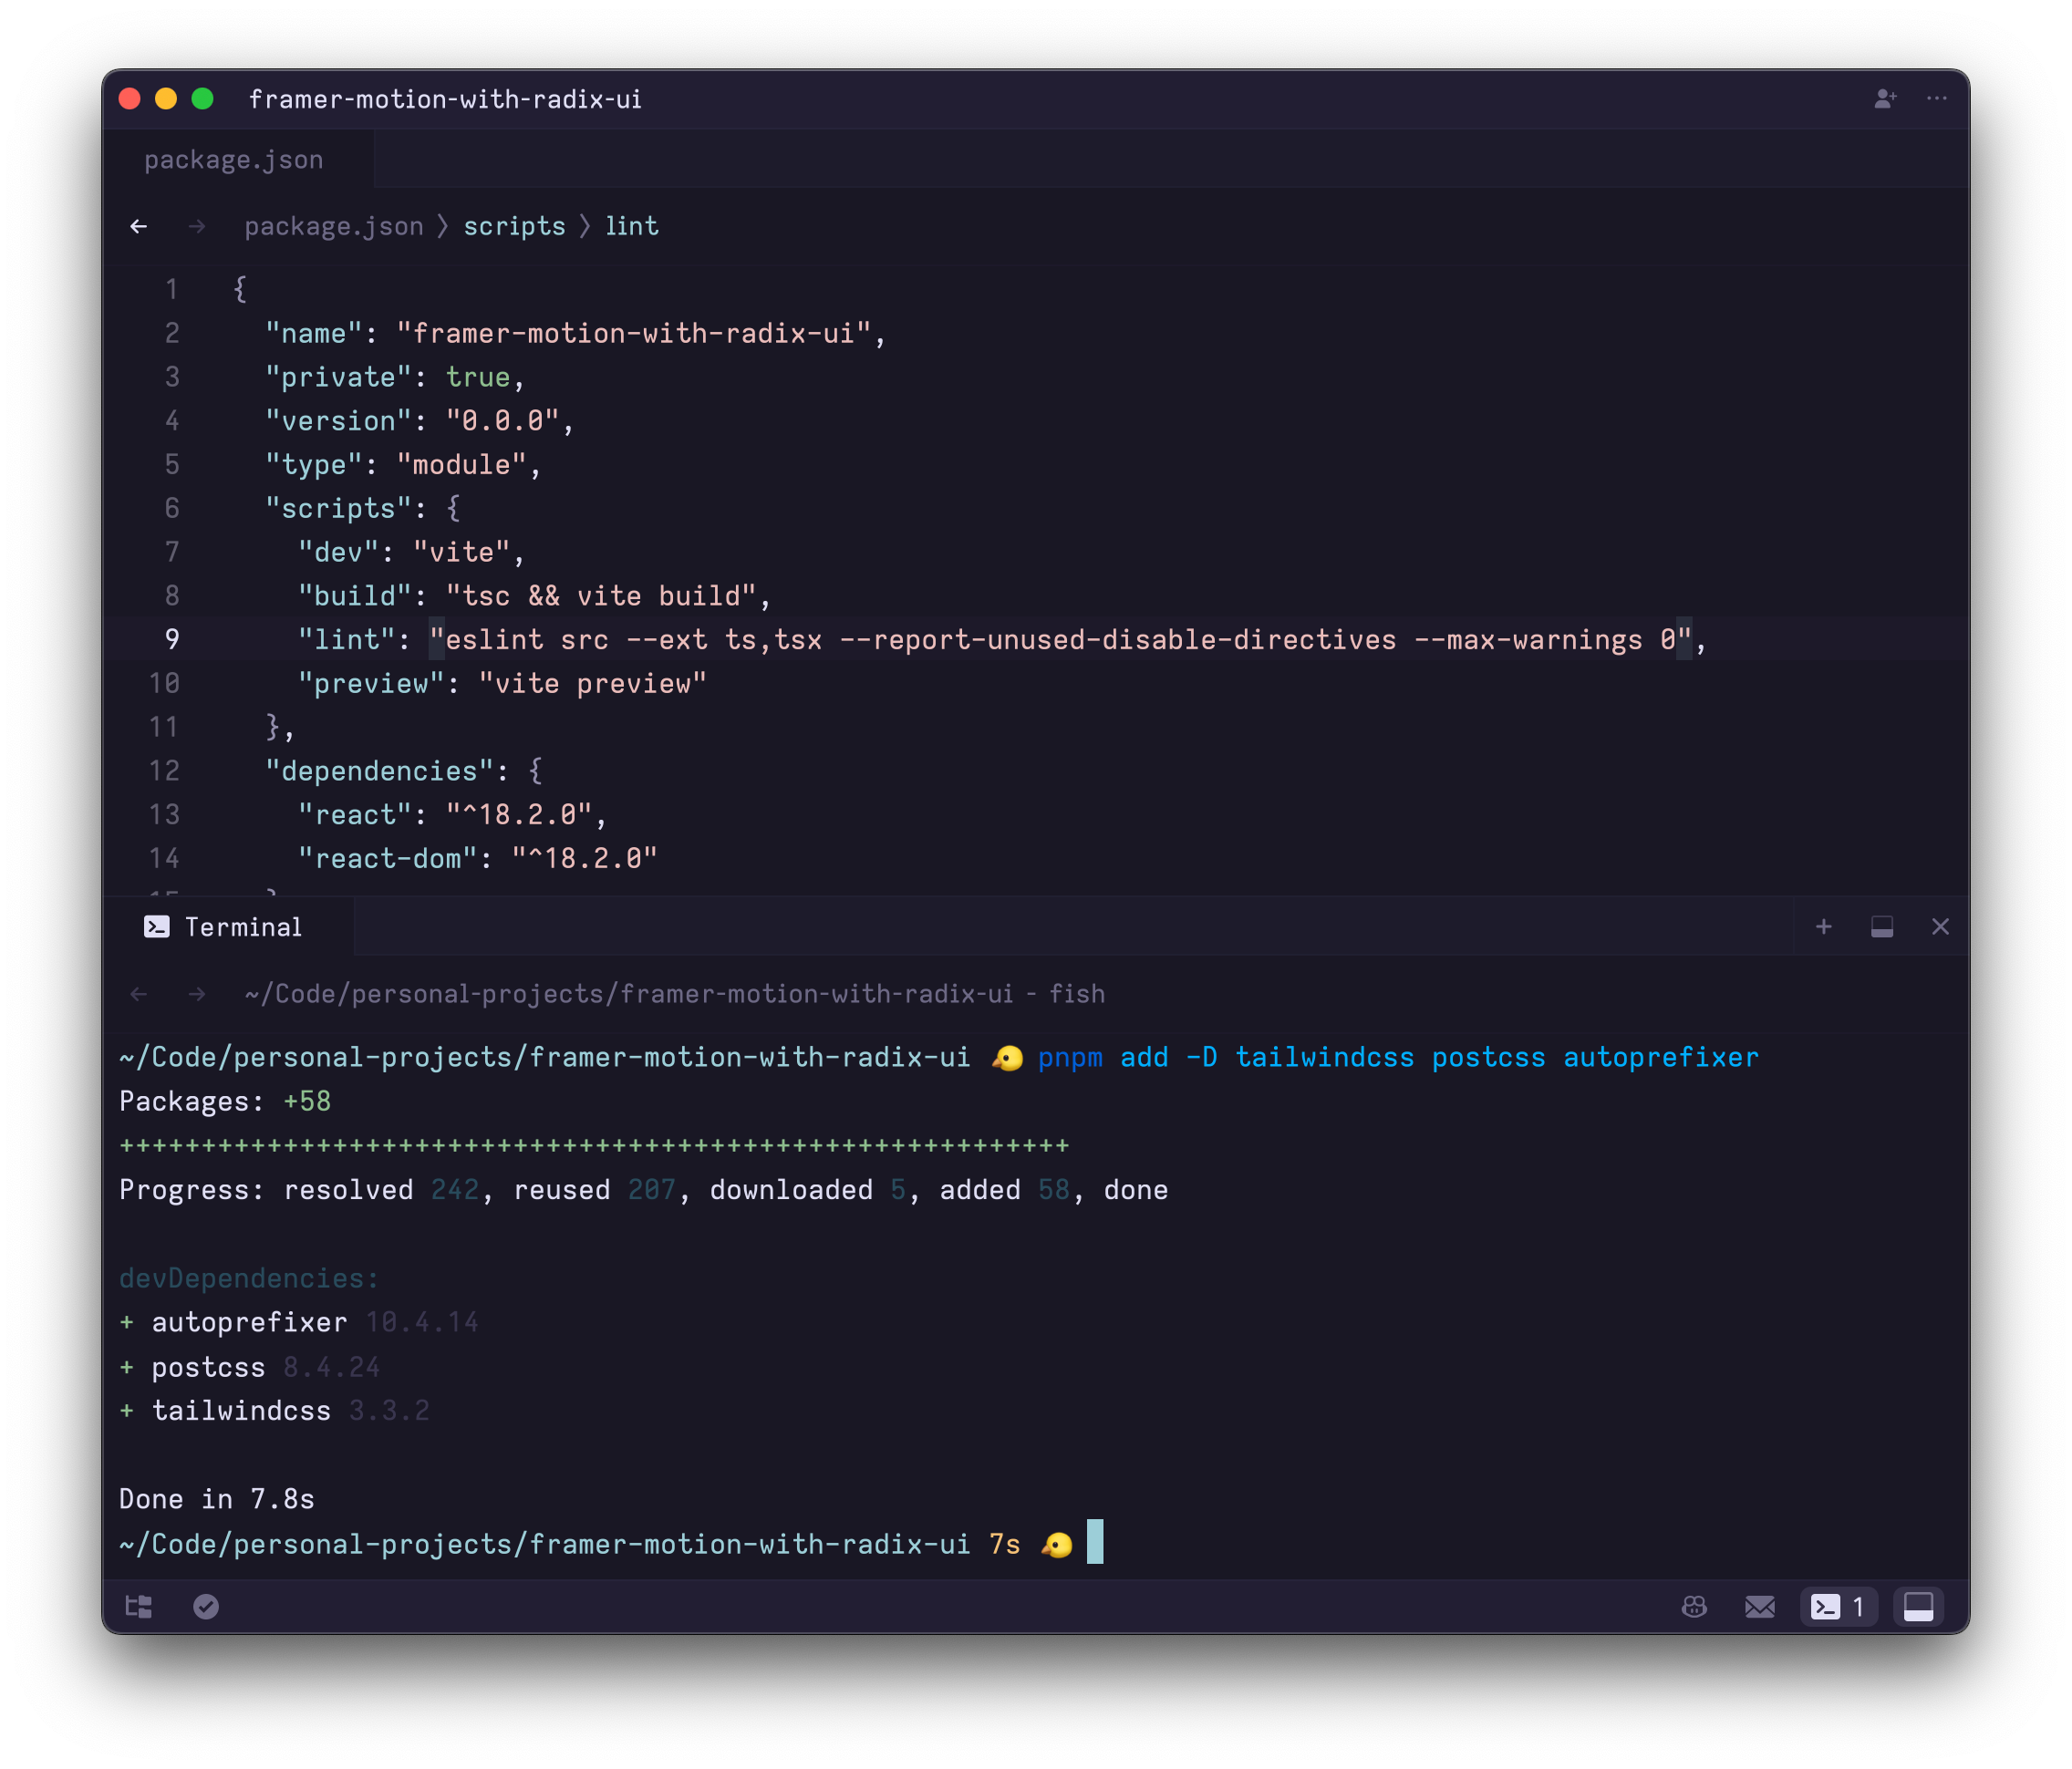 framer-motion-with-radix-ui
package.json
package.json 〉 scripts 〉 lint
1 {
2 "name": "framer-motion-with-radix-ui",
3 "private": true,
4 "version": "0.0.0",
5 "type": "module",
6 "scripts": {
7 "dev": "vite",
8 "build": "tsc && vite build",
9 "lint": "eslint src --ext ts,tsx --report-unused-disable-directives --max-warnings 0",
10 "preview": "vite preview"
11 },
12 "dependencies": {
13 "react": "^18.2.0",
14 "react-dom": "^18.2.0"
15 }
Terminal
~/Code/personal-projects/framer-motion-with-radix-ui - fish
~/Code/personal-projects/framer-motion-with-radix-ui 🐤 pnpm add -D tailwindcss postcss autoprefixer
Packages: +58
++++++++++++++++++++++++++++++++++++++++++++++++++++++++++
Progress: resolved 242, reused 207, downloaded 5, added 58, done
devDependencies:
+ autoprefixer 10.4.14
+ postcss 8.4.24
+ tailwindcss 3.3.2
Done in 7.8s
~/Code/personal-projects/framer-motion-with-radix-ui 7s 🐤
1